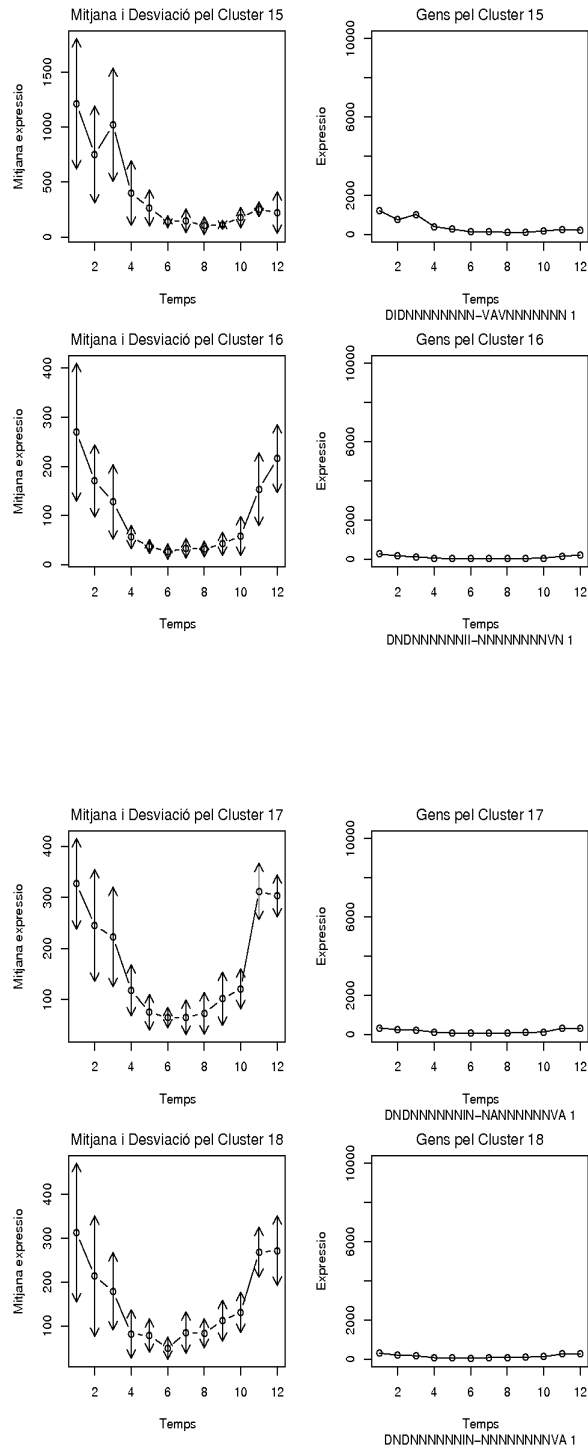 Mitjana i Desviació pel Cluster 15
Mitjana expressio
0 500 1000 1500
2 4 6 8 10 12
Temps
Gens pel Cluster 15
Expressio
0 2000 6000 10000
2 4 6 8 10 12
Temps
DIDNNNNNNNN-VAVNNNNNNN 1
Mitjana i Desviació pel Cluster 16
Mitjana expressio
0 100 200 300 400
2 4 6 8 10 12
Temps
Gens pel Cluster 16
Expressio
0 2000 6000 10000
2 4 6 8 10 12
Temps
DNDNNNNNNII-NNNNNNNNVN 1
Mitjana i Desviació pel Cluster 17
Mitjana expressio
100 200 300 400
2 4 6 8 10 12
Temps
Gens pel Cluster 17
Expressio
0 2000 6000 10000
2 4 6 8 10 12
Temps
DNDNNNNNNIN-NANNNNNNVA 1
Mitjana i Desviació pel Cluster 18
Mitjana expressio
100 200 300 400
2 4 6 8 10 12
Temps
Gens pel Cluster 18
Expressio
0 2000 6000 10000
2 4 6 8 10 12
Temps
DNDNNNNNNIN-NNNNNNNNVA 1